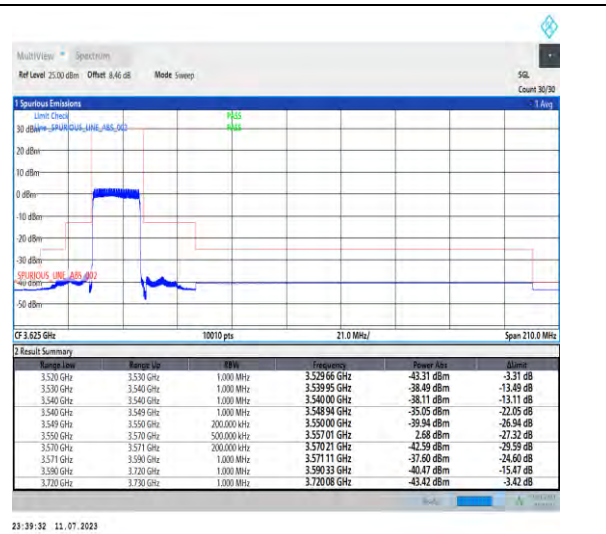 MultiView Spectrum
Ref Level 25.00 dBm Offset 8.46 dB Mode Sweep SGL
Count 30/30
1 Spurious Emissions 1 Avg
Limit Check PASS
30 dBm Line _SPURIOUS_LINE_ABS_002 PASS
20 dBm
10 dBm
0 dBm
-10 dBm
-20 dBm
-30 dBm
_SPURIOUS_LINE_ABS_002
-40 dBm
-50 dBm
CF 3.625 GHz 10010 pts 21.0 MHz/ Span 210.0 MHz
2 Result Summary
Range Low Range Up RBW Frequency Power Abs ΔLimit
3.520 GHz 3.530 GHz 1.000 MHz 3.52966 GHz -43.31 dBm -3.31 dB
3.530 GHz 3.540 GHz 1.000 MHz 3.53995 GHz -38.49 dBm -13.49 dB
3.540 GHz 3.540 GHz 1.000 MHz 3.54000 GHz -38.11 dBm -13.11 dB
3.540 GHz 3.549 GHz 1.000 MHz 3.54894 GHz -35.05 dBm -22.05 dB
3.549 GHz 3.550 GHz 200.000 kHz 3.55000 GHz -39.94 dBm -26.94 dB
3.550 GHz 3.570 GHz 500.000 kHz 3.55701 GHz 2.68 dBm -27.32 dB
3.570 GHz 3.571 GHz 200.000 kHz 3.57021 GHz -42.59 dBm -29.59 dB
3.571 GHz 3.590 GHz 1.000 MHz 3.57111 GHz -37.60 dBm -24.60 dB
3.590 GHz 3.720 GHz 1.000 MHz 3.59033 GHz -40.47 dBm -15.47 dB
3.720 GHz 3.730 GHz 1.000 MHz 3.72008 GHz -43.42 dBm -3.42 dB
23:39:32 11.07.2023